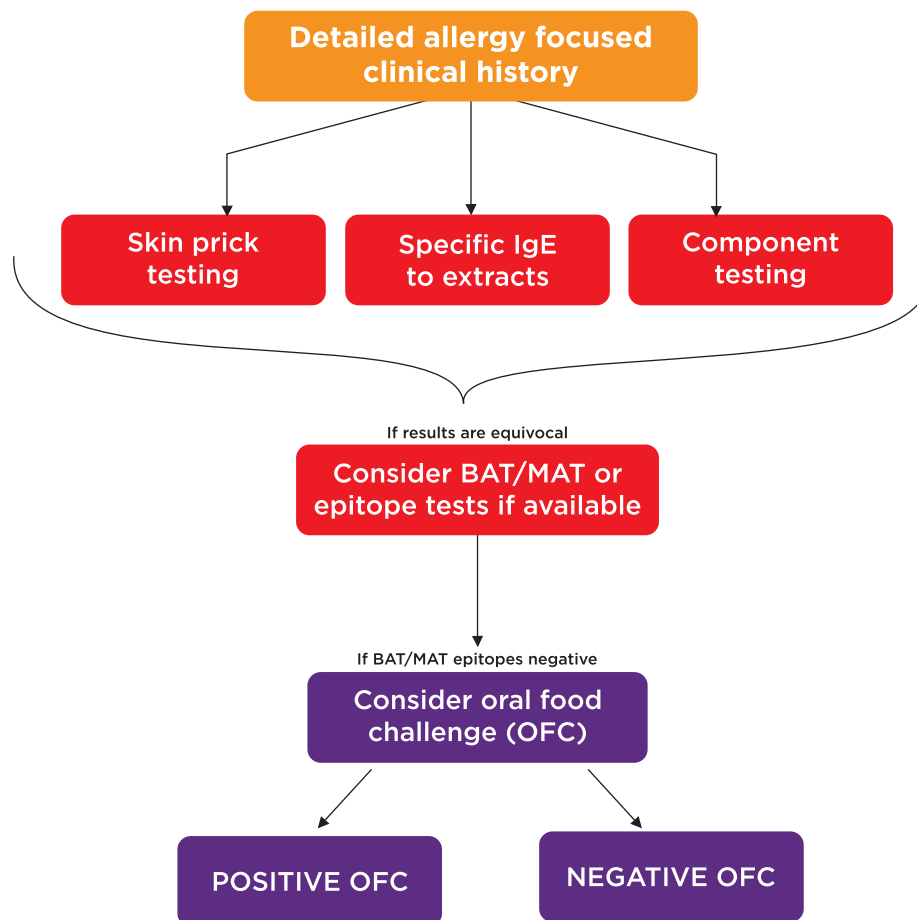 Detailed allergy focused
clinical history
Skin prick
testing
Specific IgE
to extracts
Component
testing
If results are equivocal
Consider BAT/MAT or
epitope tests if available
If BAT/MAT epitopes negative
Consider oral food
challenge (OFC)
POSITIVE OFC
NEGATIVE OFC